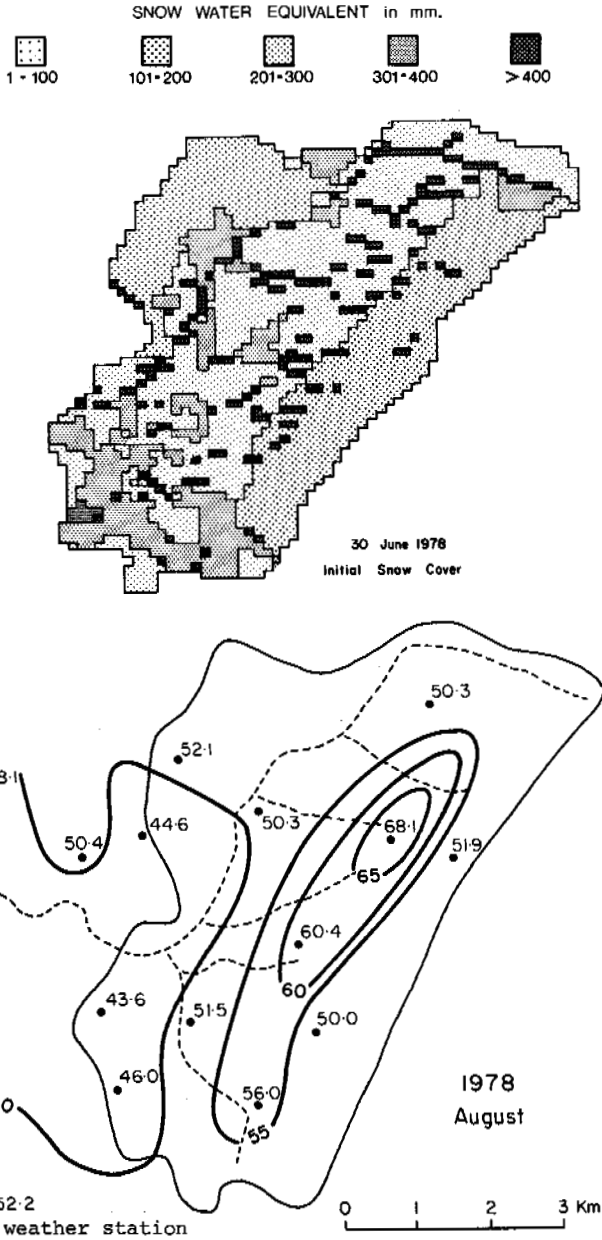 SNOW WATER EQUIVALENT in mm.
1-100 101-200 201-300 301-400 >400
30 June 1978
Initial Snow Cover
50·3
52·1
8·1
50·3
44·6
68·1
50·4
51·9
65
60·4
60
43·6
51·5
50·0
46·0
1978
56·0
0
August
55
52·2
0 1 2 3 Km
weather station